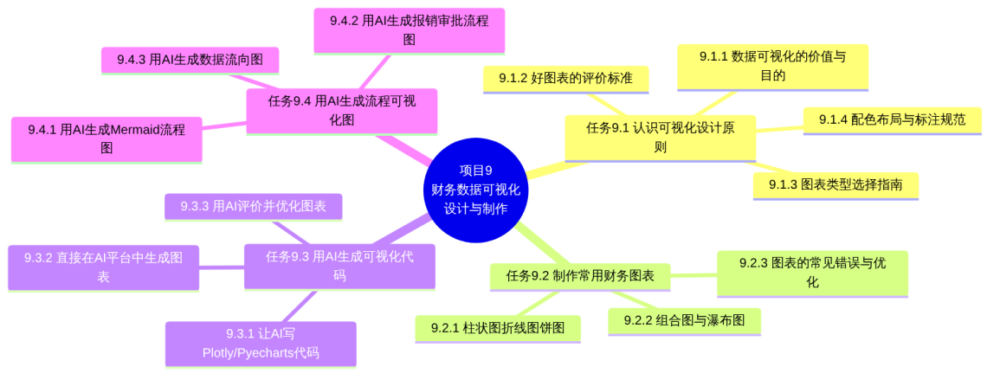 项目9
财务数据可视化
设计与制作
任务9.1 认识可视化设计原
则
9.1.1 数据可视化的价值与
目的
9.1.2 好图表的评价标准
9.1.3 图表类型选择指南
9.1.4 配色布局与标注规范
任务9.2 制作常用财务图表
9.2.1 柱状图折线图饼图
9.2.2 组合图与瀑布图
9.2.3 图表的常见错误与优
化
任务9.3 用AI生成可视化代
码
9.3.1 让AI写
Plotly/Pyecharts代码
9.3.2 直接在AI平台中生成图
表
9.3.3 用AI评价并优化图表
任务9.4 用AI生成流程可视
化图
9.4.1 用AI生成Mermaid流程
图
9.4.2 用AI生成报销审批流程
图
9.4.3 用AI生成数据流向图